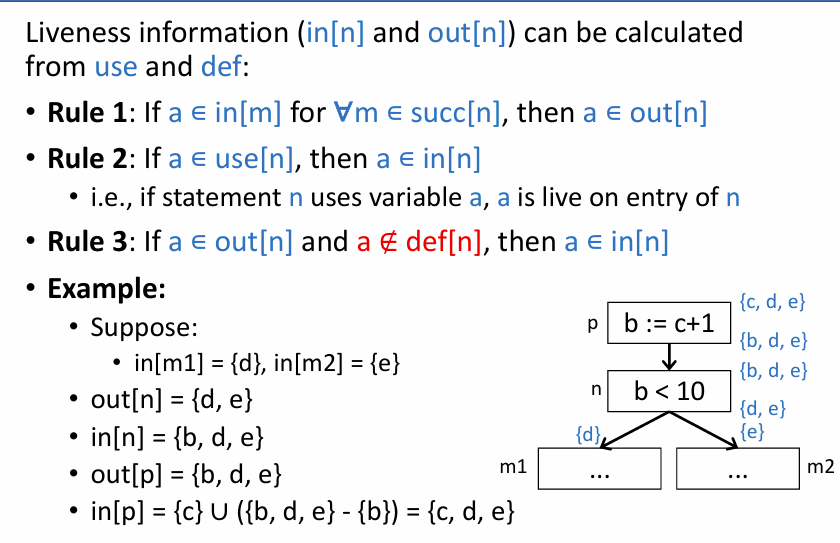 Liveness information (in[n] and out[n]) can be calculated
from use and def:
• Rule 1: If a ∈ in[m] for ∀m ∈ succ[n], then a ∈ out[n]
• Rule 2: If a ∈ use[n], then a ∈ in[n]
• i.e., if statement n uses variable a, a is live on entry of n
• Rule 3: If a ∈ out[n] and a ∉ def[n], then a ∈ in[n]
• Example:
• Suppose:
• in[m1] = {d}, in[m2] = {e}
• out[n] = {d, e}
• in[n] = {b, d, e}
• out[p] = {b, d, e}
• in[p] = {c} ∪ ({b, d, e} - {b}) = {c, d, e}
{c, d, e}
p
b := c+1
{b, d, e}
{b, d, e}
n
b < 10
{d, e}
{d}
{e}
m1
...
...
m2